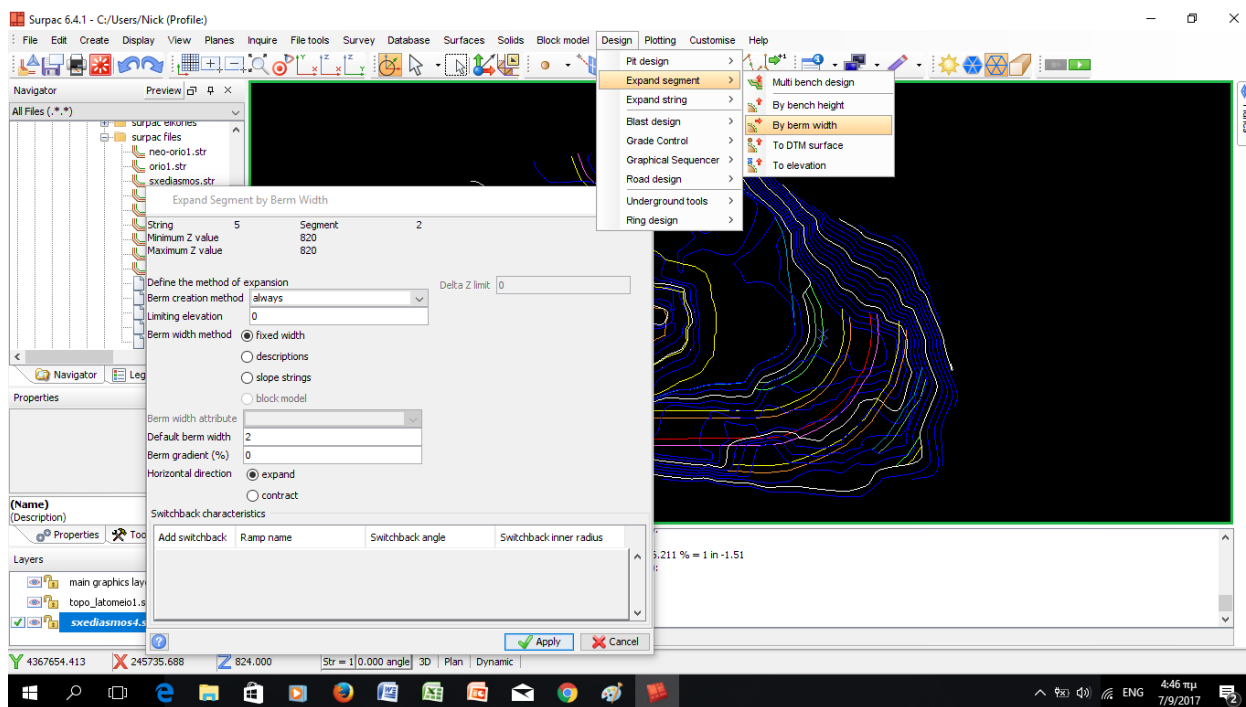 Surpac 6.4.1 - C:/Users/Nick (Profile:)
File Edit Create Display View Planes Inquire File tools Survey Database Surfaces Solids Block model Design Plotting Customise Help
Navigator Preview
All Files (*.*)
surpac eikones
surpac files
neo-orio1.str
orio1.str
sxediasmos.str
Navigator Leg
Properties
(Name)
(Description)
Properties Too
Layers
main graphics lay
topo_latomeio1.s
sxediasmos4.s
Pit design
Expand segment
Expand string
Blast design
Grade Control
Graphical Sequencer
Road design
Underground tools
Ring design
Multi bench design
By bench height
By berm width
To DTM surface
To elevation
Expand Segment by Berm Width
String 5 Segment 2
Minimum Z value 820
Maximum Z value 820
Define the method of expansion
Delta Z limit 0
Berm creation method always
Limiting elevation 0
Berm width method fixed width
descriptions
slope strings
block model
Berm width attribute
Default berm width 2
Berm gradient (%) 0
Horizontal direction expand
contract
Switchback characteristics
Add switchback Ramp name Switchback angle Switchback inner radius
Apply Cancel
.211 % = 1 in -1.51
Y 4367654.413 X 245735.688 Z 824.000 Str = 1 0.000 angle 3D Plan Dynamic
ENG
4:46 πμ
7/9/2017
2